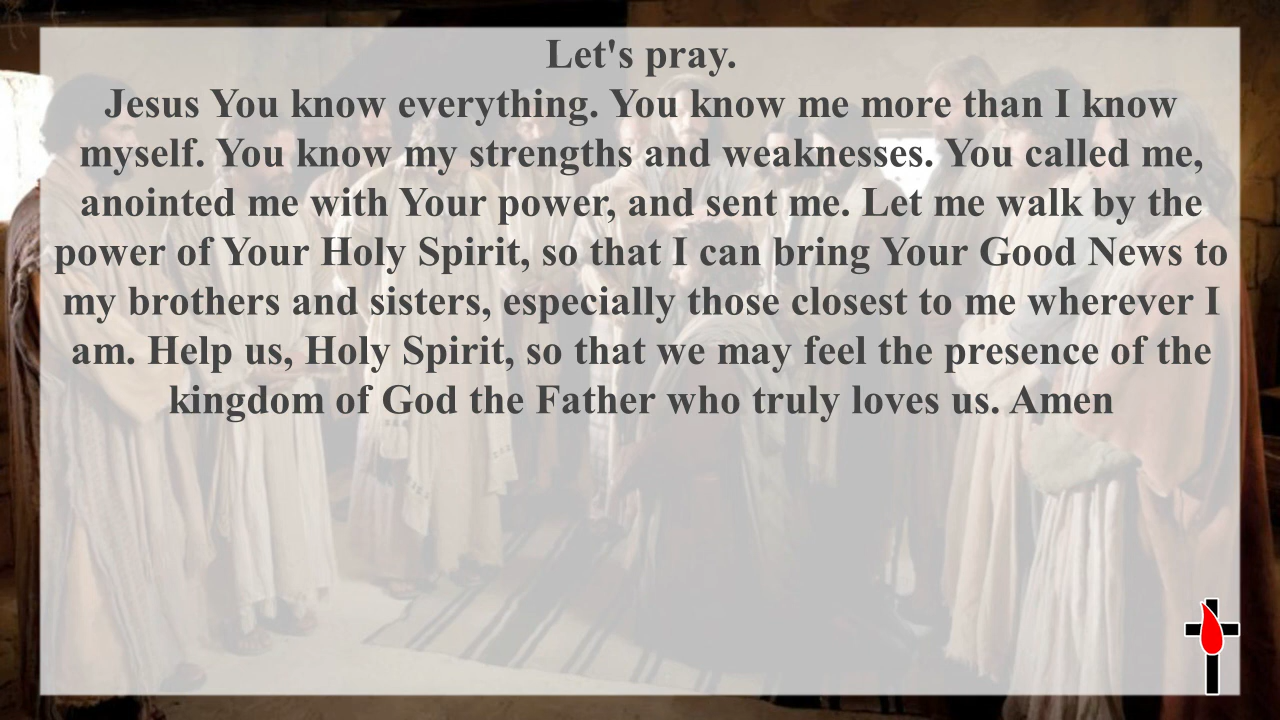 Let's pray.
Jesus You know everything. You know me more than I know
myself. You know my strengths and weaknesses. You called me,
anointed me with Your power, and sent me. Let me walk by the
power of Your Holy Spirit, so that I can bring Your Good News to
my brothers and sisters, especially those closest to me wherever I
am. Help us, Holy Spirit, so that we may feel the presence of the
kingdom of God the Father who truly loves us. Amen